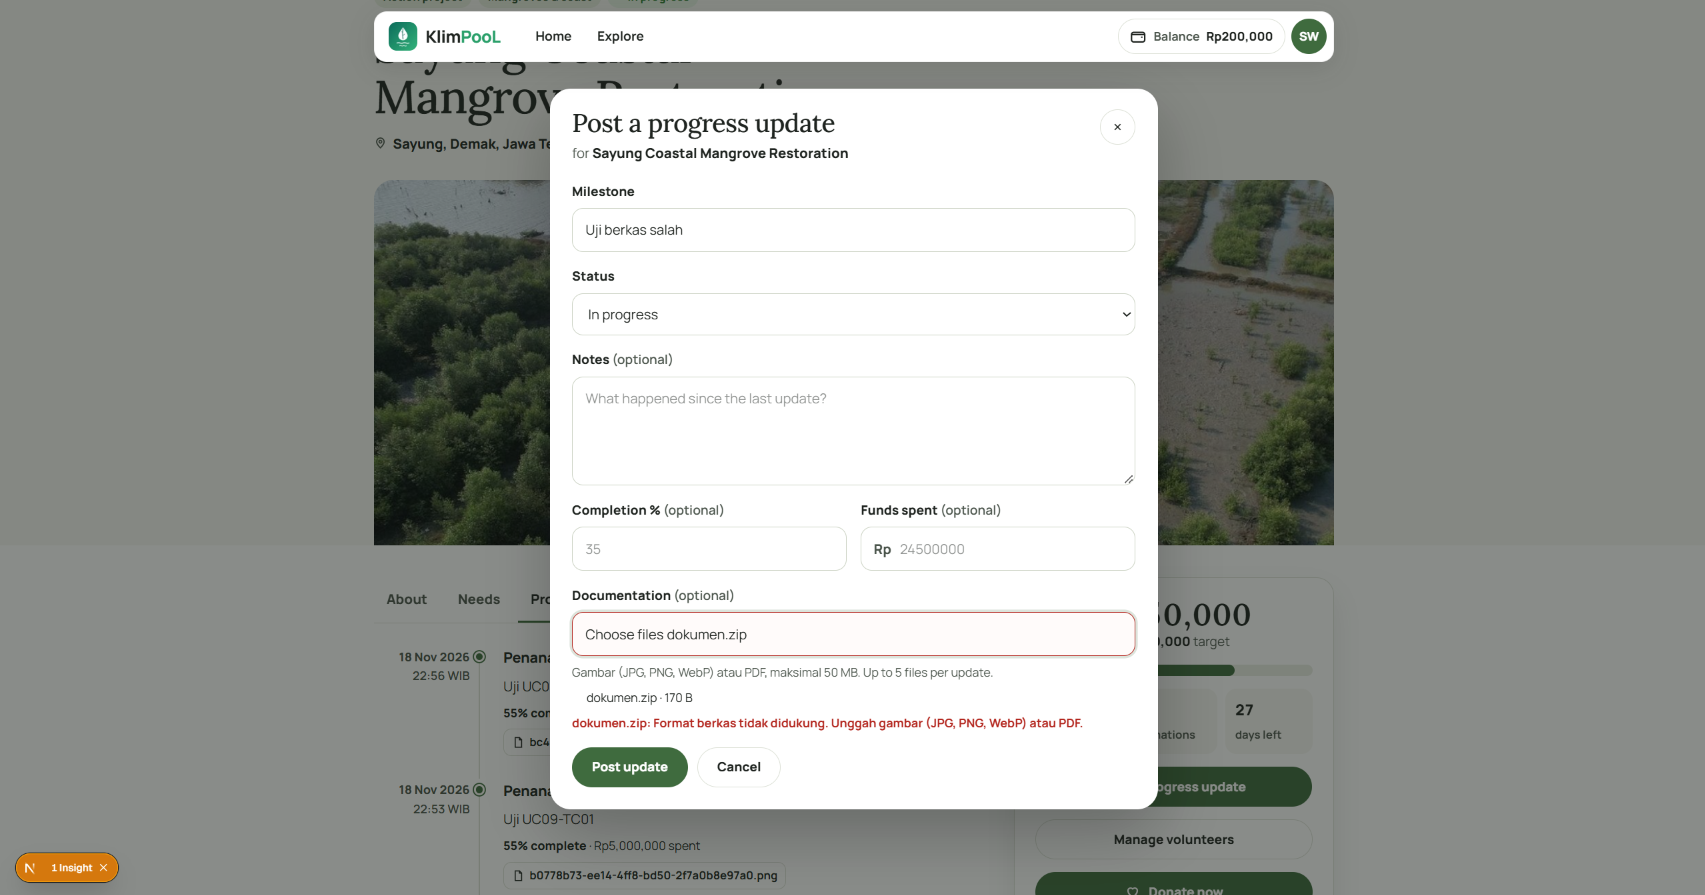 KlimPooL
Home
Explore
Balance Rp200,000
SW
Sayung Coastal
Mangrove Restorati
Sayung, Demak, Jawa Te
Post a progress update
×
for Sayung Coastal Mangrove Restoration
Milestone
Uji berkas salah
Status
In progress
Notes (optional)
What happened since the last update?
Completion % (optional)
35
Funds spent (optional)
Rp 24500000
Documentation (optional)
Choose files dokumen.zip
Gambar (JPG, PNG, WebP) atau PDF, maksimal 50 MB. Up to 5 files per update.
dokumen.zip · 170 B
dokumen.zip: Format berkas tidak didukung. Unggah gambar (JPG, PNG, WebP) atau PDF.
Post update
Cancel
About
Needs
Pro
18 Nov 2026
22:56 WIB
Penana
Uji UC0
55% com
bc4
18 Nov 2026
22:53 WIB
Penana
Uji UC09-TC01
55% complete · Rp5,000,000 spent
b0778b73-ee14-4ff8-bd50-2f7a0b8e97a0.png
50,000
,000 target
nations
27
days left
ogress update
Manage volunteers
Donate now
N 1 Insight ×